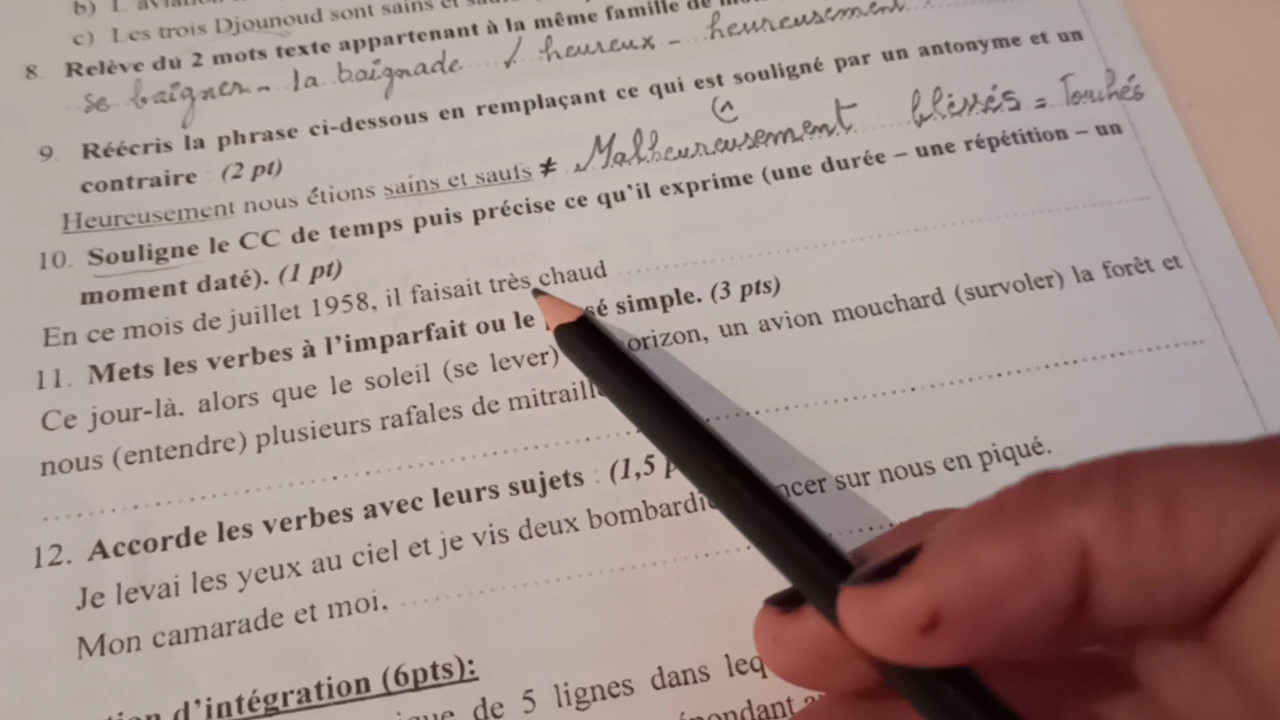 b) L'aviation
c) Les trois Djounoud sont sains et
8. Relève du 2 mots texte appartenant à la même famille de
se baigner - la baignade / heureux - heureusement
9. Réécris la phrase ci-dessous en remplaçant ce qui est souligné par un antonyme et un
contraire : (2 pt)
Heureusement nous étions sains et saufs ≠ Malheureusement blessés = Touchés
10. Souligne le CC de temps puis précise ce qu'il exprime (une durée – une répétition – un
moment daté). (1 pt)
En ce mois de juillet 1958, il faisait très chaud
11. Mets les verbes à l'imparfait ou le sé simple. (3 pts)
Ce jour-là, alors que le soleil (se lever) orizon, un avion mouchard (survoler) la forêt et
nous (entendre) plusieurs rafales de mitraill
12. Accorde les verbes avec leurs sujets : (1,5 p
Je levai les yeux au ciel et je vis deux bombardi ncer sur nous en piqué.
Mon camarade et moi,
d'intégration (6pts):
de 5 lignes dans leq